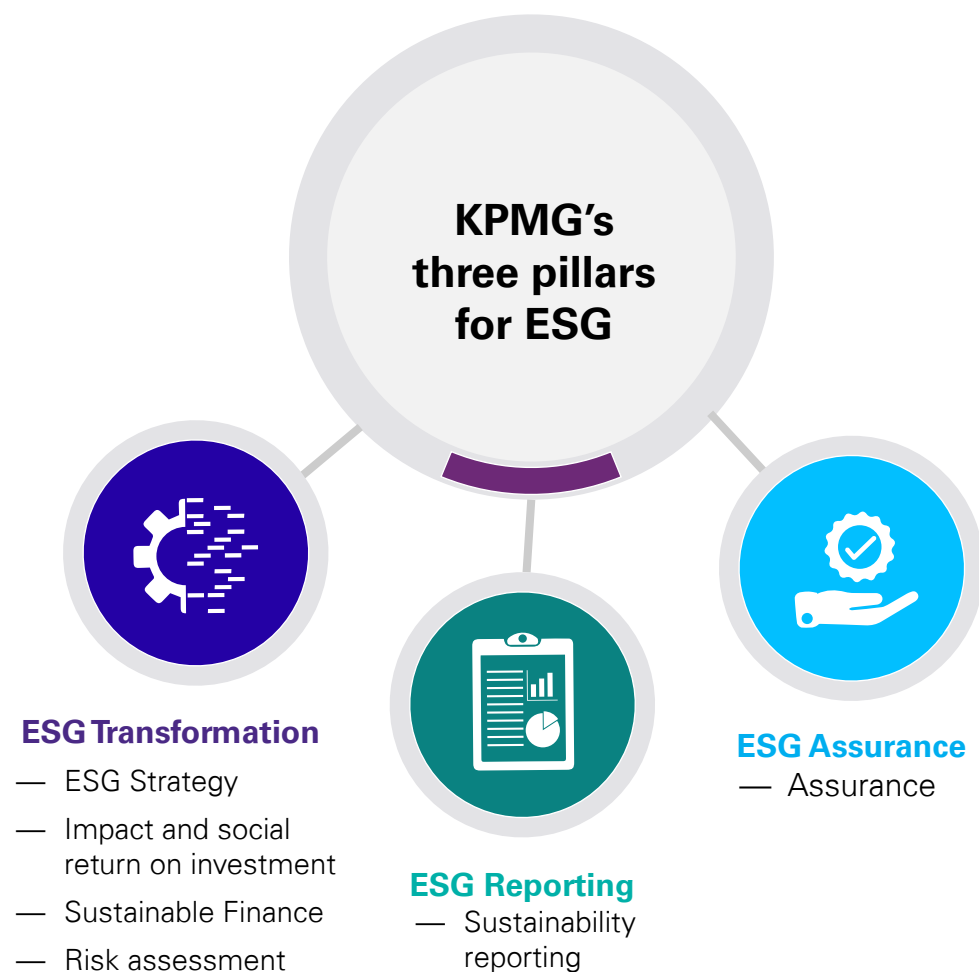 KPMG’s
three pillars
for ESG
ESG Transformation
— ESG Strategy
— Impact and social
return on investment
— Sustainable Finance
— Risk assessment
ESG Reporting
— Sustainability
reporting
ESG Assurance
— Assurance